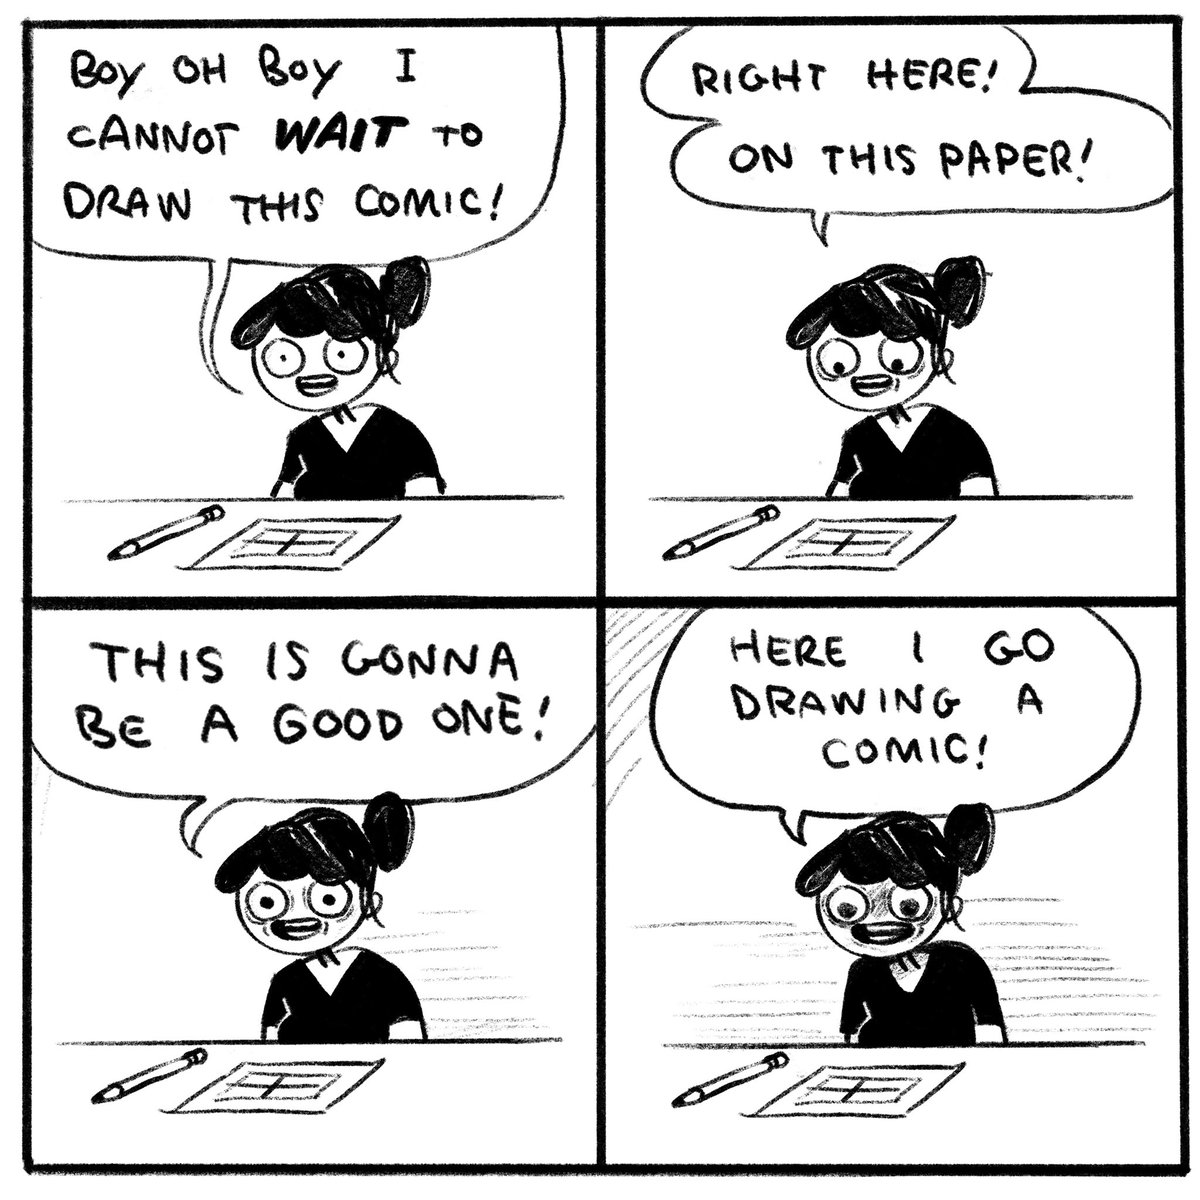 BOY OH BOY I
CANNOT WAIT TO
DRAW THIS COMIC!
RIGHT HERE!
ON THIS PAPER!
THIS IS GONNA
BE A GOOD ONE!
HERE I GO
DRAWING A
COMIC!